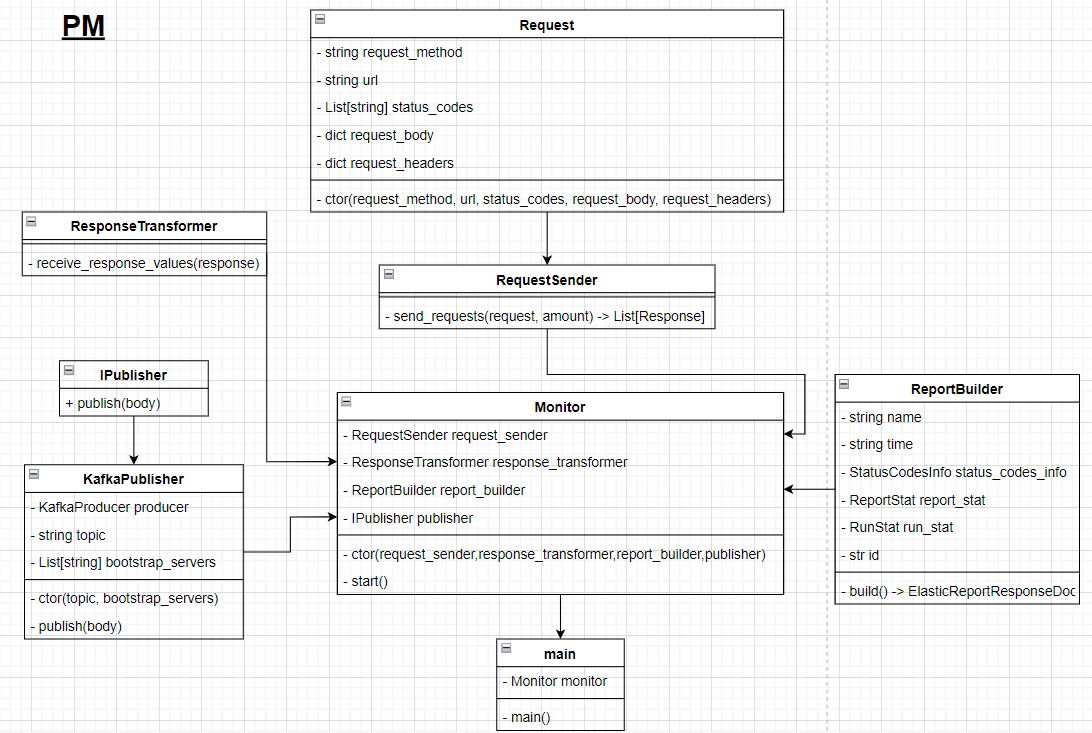 PM
Request
- string request_method
- string url
- List[string] status_codes
- dict request_body
- dict request_headers
- ctor(request_method, url, status_codes, request_body, request_headers)
ResponseTransformer
- receive_response_values(response)
RequestSender
- send_requests(request, amount) -> List[Response]
IPublisher
+ publish(body)
KafkaPublisher
- KafkaProducer producer
- string topic
- List[string] bootstrap_servers
- ctor(topic, bootstrap_servers)
- publish(body)
Monitor
- RequestSender request_sender
- ResponseTransformer response_transformer
- ReportBuilder report_builder
- IPublisher publisher
- ctor(request_sender,response_transformer,report_builder,publisher)
- start()
ReportBuilder
- string name
- string time
- StatusCodesInfo status_codes_info
- ReportStat report_stat
- RunStat run_stat
- str id
- build() -> ElasticReportResponseDoc
main
- Monitor monitor
- main()